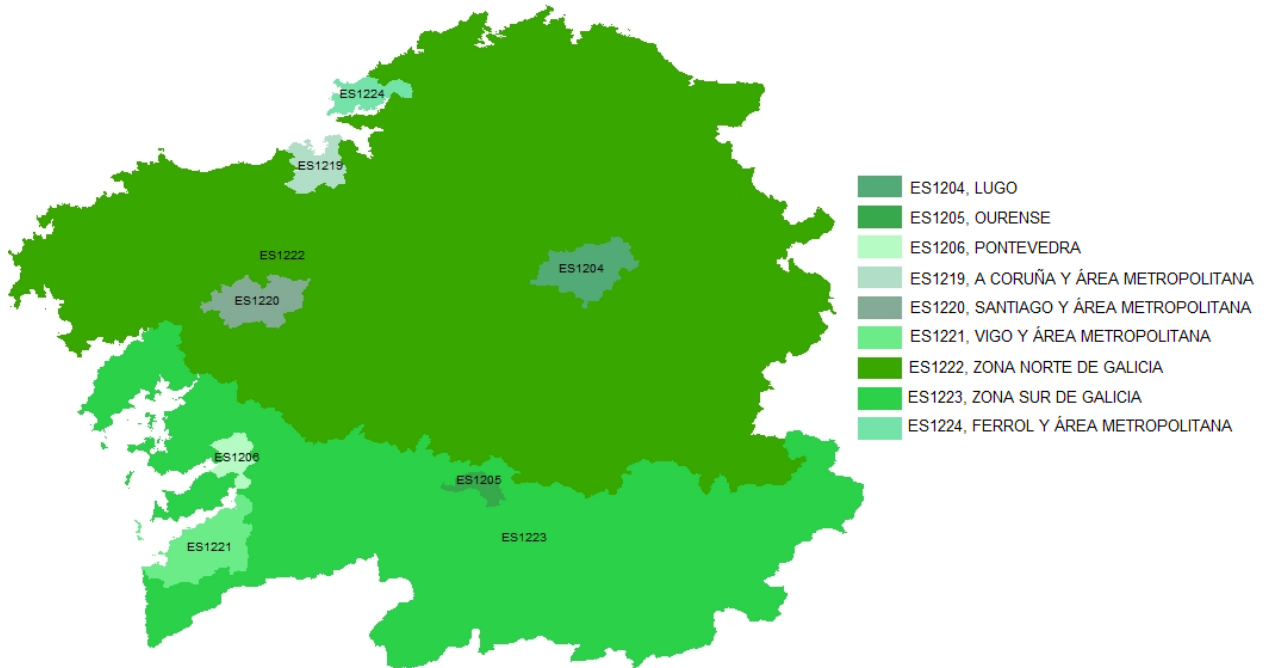 ES1224
ES1219
ES1222
ES1204
ES1220
ES1206
ES1205
ES1223
ES1221
ES1204, LUGO
ES1205, OURENSE
ES1206, PONTEVEDRA
ES1219, A CORUÑA Y ÁREA METROPOLITANA
ES1220, SANTIAGO Y ÁREA METROPOLITANA
ES1221, VIGO Y ÁREA METROPOLITANA
ES1222, ZONA NORTE DE GALICIA
ES1223, ZONA SUR DE GALICIA
ES1224, FERROL Y ÁREA METROPOLITANA